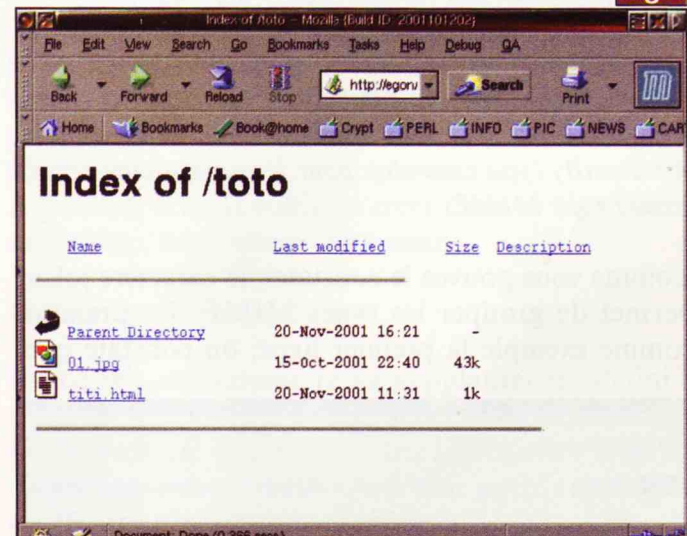 Index of /toto – Mozilla {Build ID: 2001101202}
File Edit View Search Go Bookmarks Tasks Help Debug QA
Back Forward Reload Stop http://egon/ Search Print
Home Bookmarks Book@home Crypt PERL INFO PIC NEWS CAR
Index of /toto
Name Last modified Size Description
Parent Directory 20-Nov-2001 16:21 -
01.jpg 15-Oct-2001 22:40 43k
titi.html 20-Nov-2001 11:31 1k
Document: Done